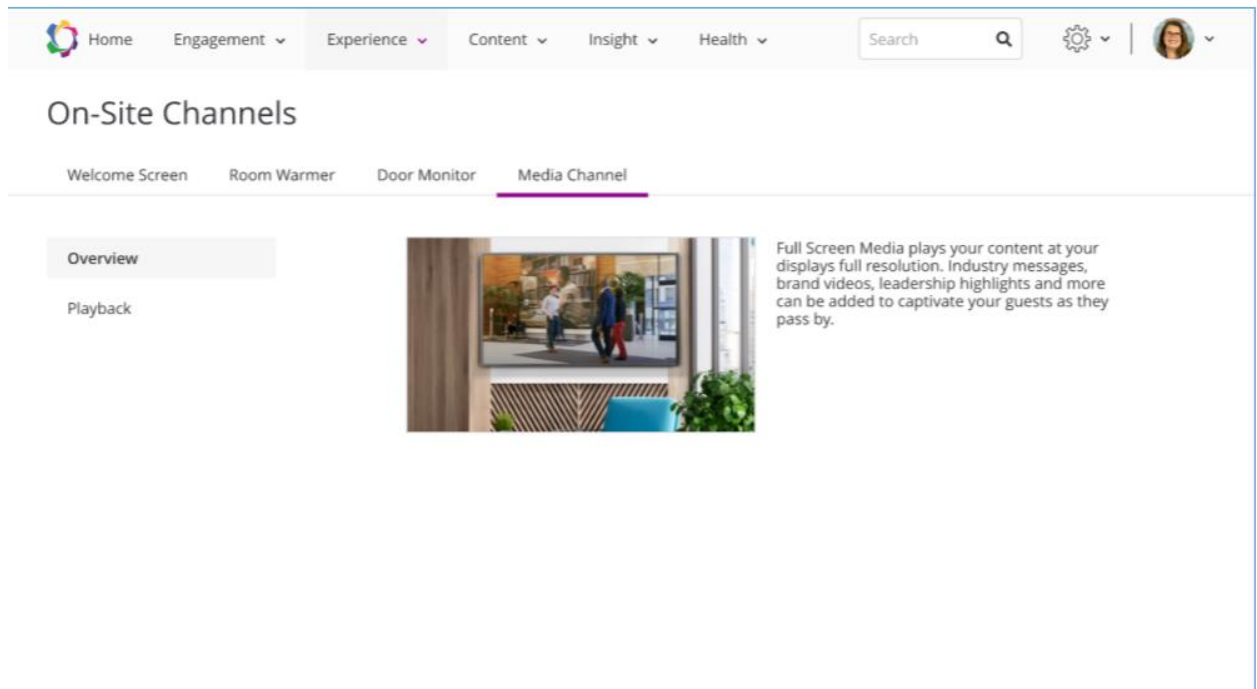 Home Engagement Experience Content Insight Health Search
On-Site Channels
Welcome Screen Room Warmer Door Monitor Media Channel
Overview
Playback
Full Screen Media plays your content at your
displays full resolution. Industry messages,
brand videos, leadership highlights and more
can be added to captivate your guests as they
pass by.